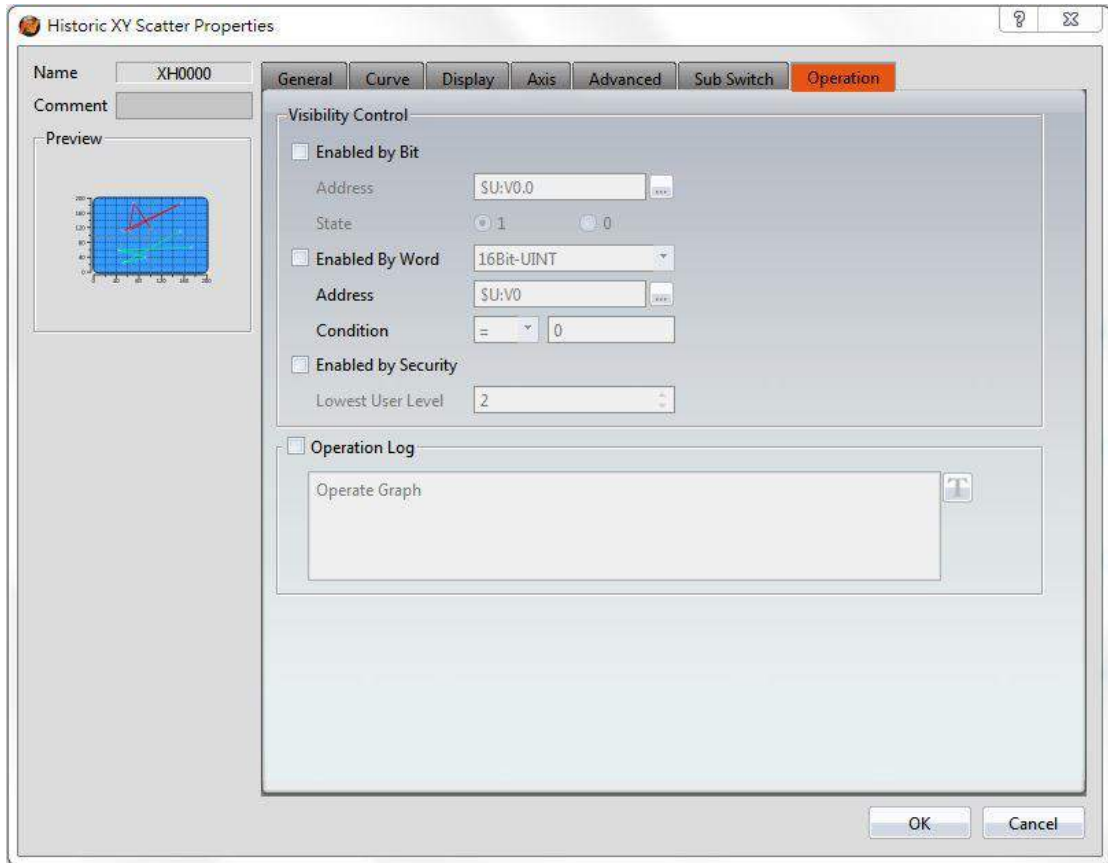 Historic XY Scatter Properties
Name XH0000
Comment
Preview
General Curve Display Axis Advanced Sub Switch Operation
Visibility Control
Enabled by Bit
Address $U:V0.0 ...
State 1 0
Enabled By Word 16Bit-UINT
Address $U:V0 ...
Condition = 0
Enabled by Security
Lowest User Level 2
Operation Log
Operate Graph
T
OK Cancel